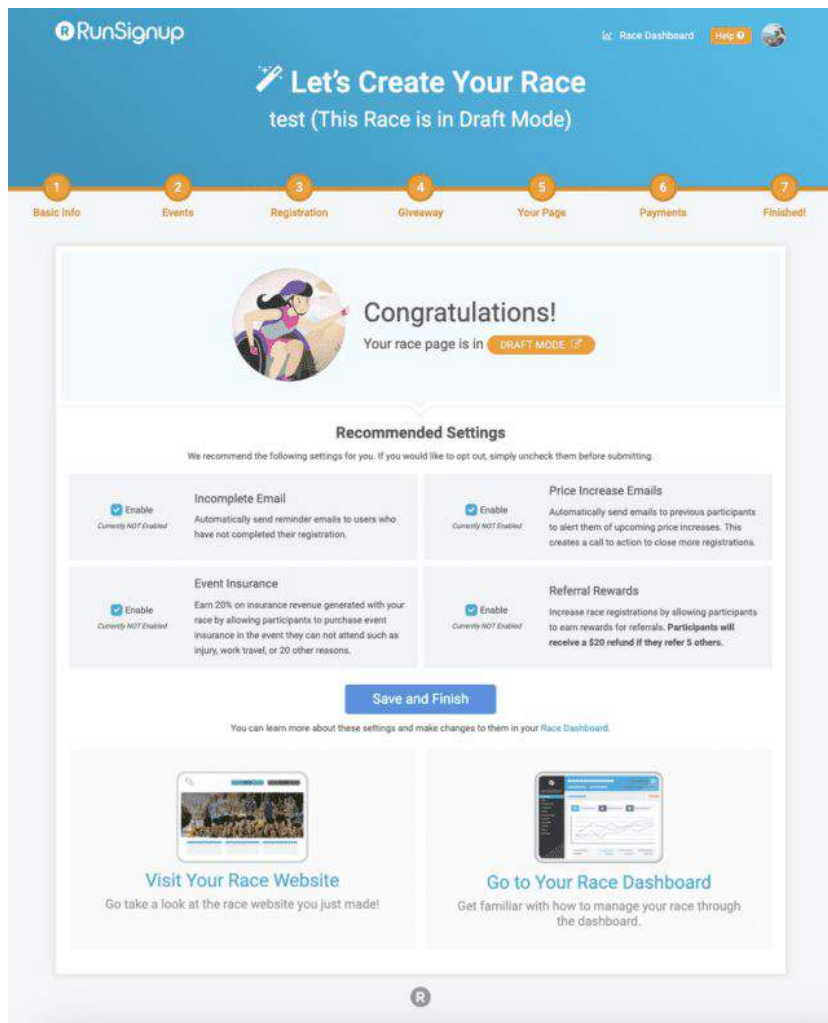 RunSignup
Race Dashboard
Help
Let's Create Your Race
test (This Race is in Draft Mode)
1
2
3
4
5
6
7
Basic Info
Events
Registration
Giveaway
Your Page
Payments
Finished!
Congratulations!
Your race page is in DRAFT MODE
Recommended Settings
We recommend the following settings for you. If you would like to opt out, simply uncheck them before submitting.
Enable
Currently NOT Enabled
Incomplete Email
Automatically send reminder emails to users who
have not completed their registration.
Enable
Currently NOT Enabled
Price Increase Emails
Automatically send emails to previous participants
to alert them of upcoming price increases. This
creates a call to action to close more registrations.
Enable
Currently NOT Enabled
Event Insurance
Earn 20% on insurance revenue generated with your
race by allowing participants to purchase event
insurance in the event they can not attend such as
injury, work travel, or 20 other reasons.
Enable
Currently NOT Enabled
Referral Rewards
Increase race registrations by allowing participants
to earn rewards for referrals. Participants will
receive a $20 refund if they refer 5 others.
Save and Finish
You can learn more about these settings and make changes to them in your Race Dashboard.
Visit Your Race Website
Go take a look at the race website you just made!
Go to Your Race Dashboard
Get familiar with how to manage your race through
the dashboard.
R